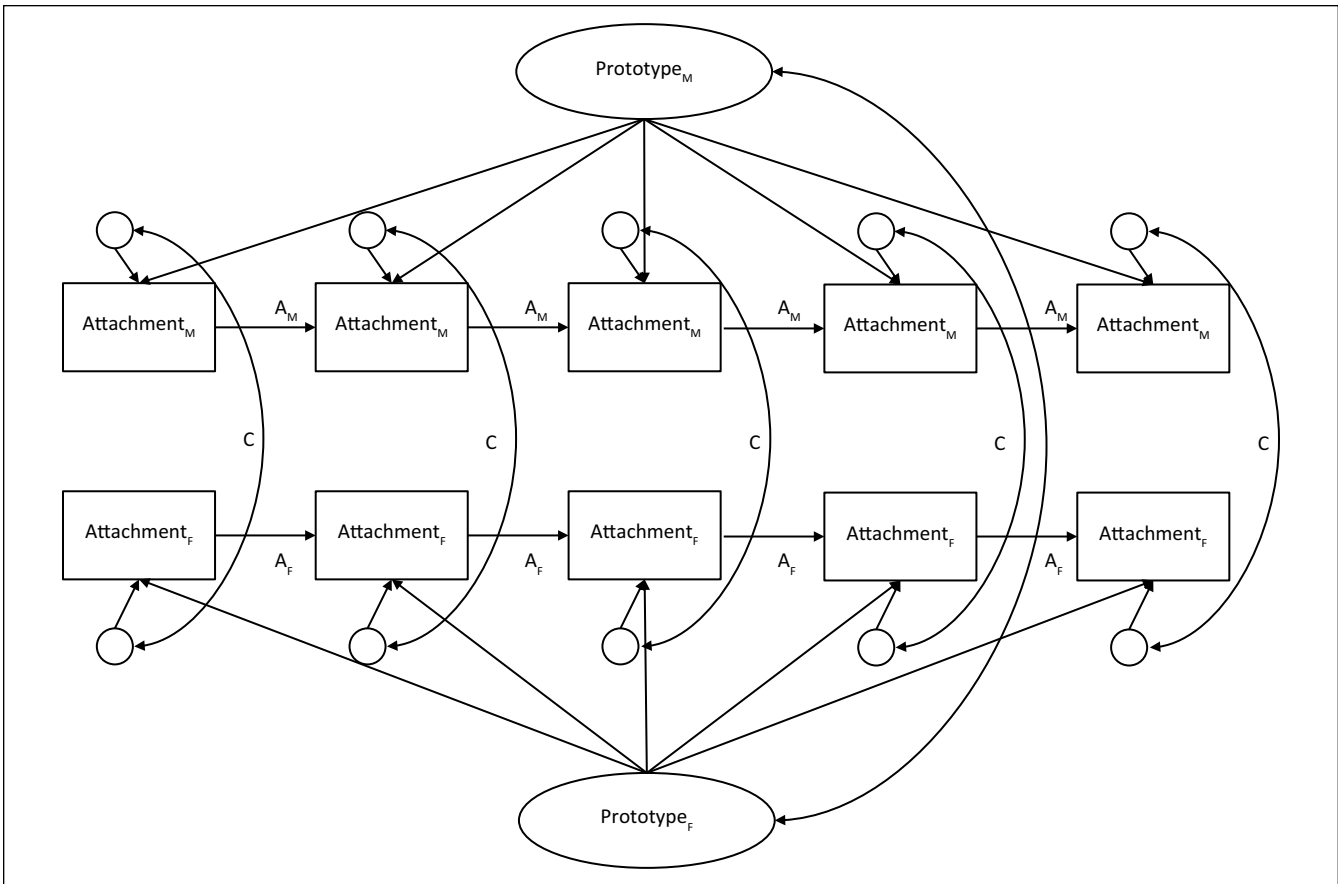 Prototype_M
A_M A_M A_M A_M
Attachment_M Attachment_M Attachment_M Attachment_M Attachment_M
C C C C C
Attachment_F Attachment_F Attachment_F Attachment_F Attachment_F
A_F A_F A_F A_F
Prototype_F